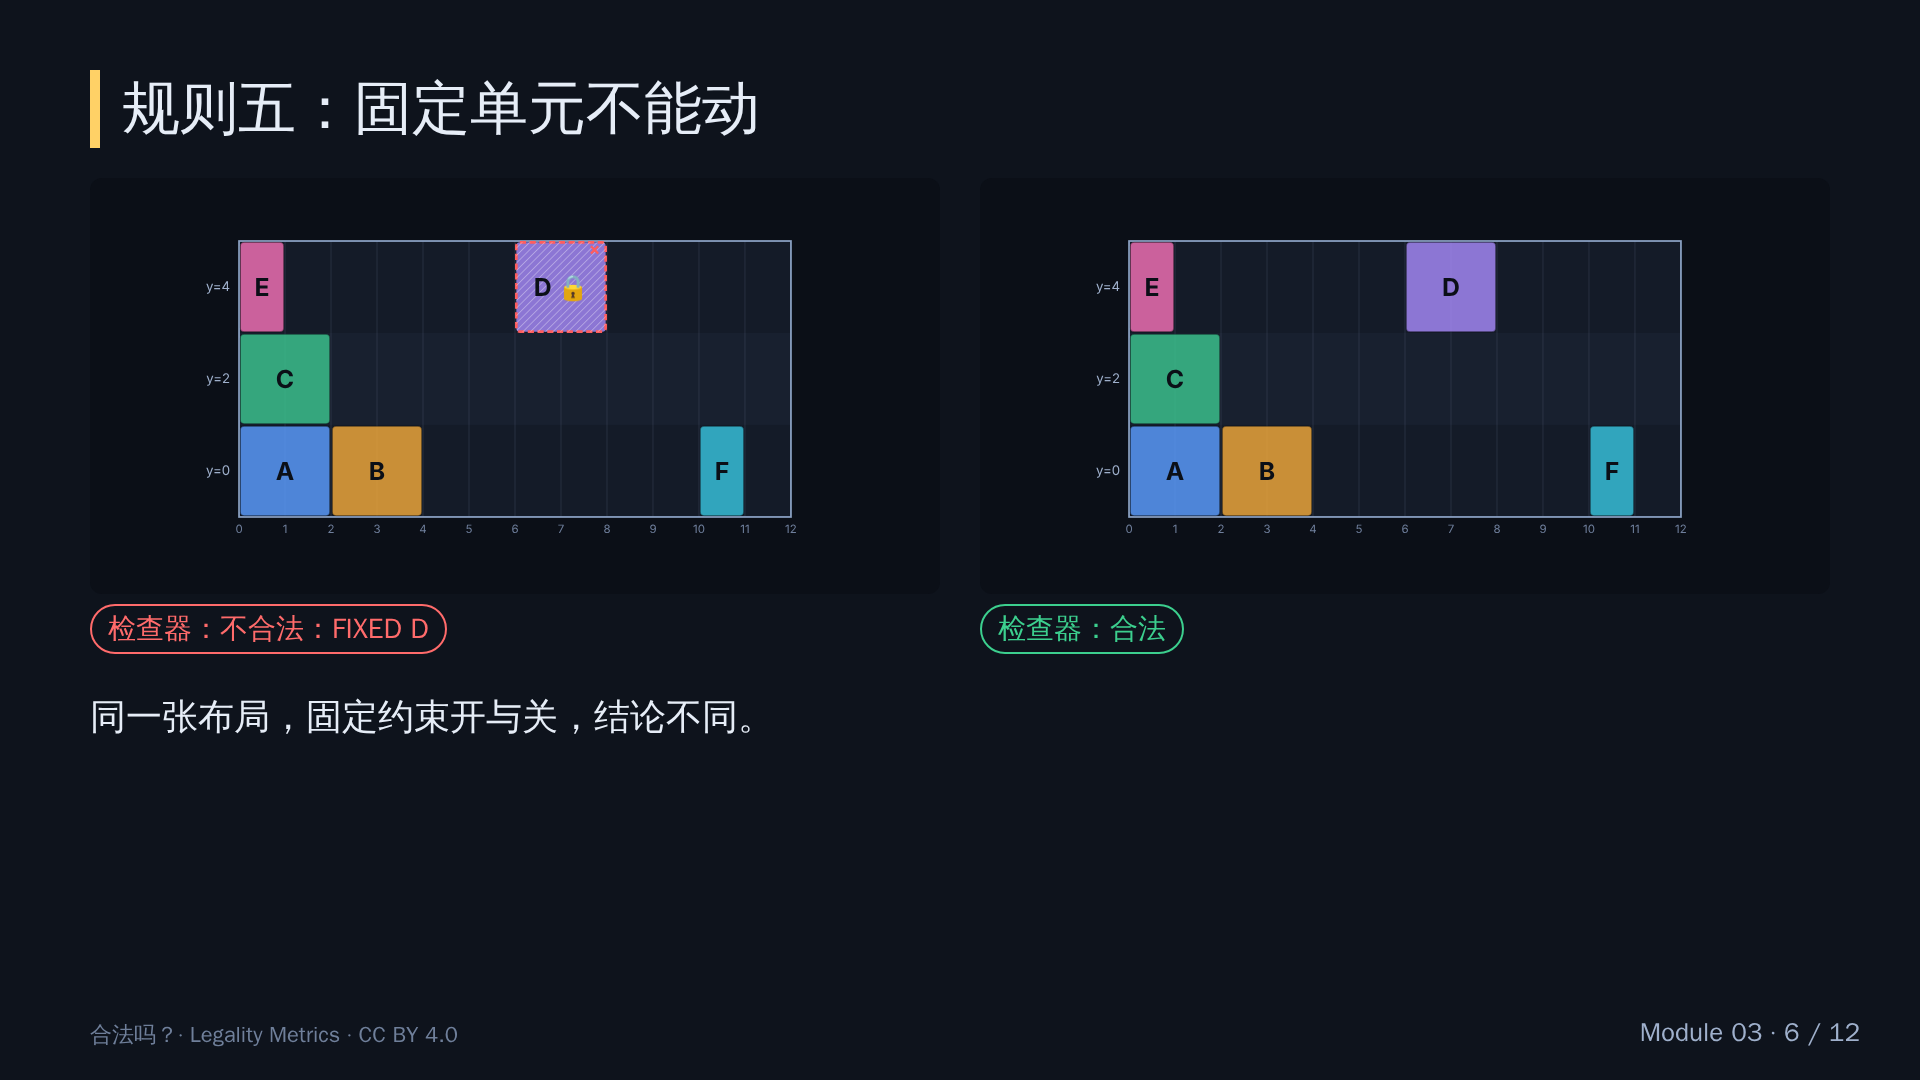 规则五：固定单元不能动
y=4 E D 🔒
y=2 C
y=0 A B F
0 1 2 3 4 5 6 7 8 9 10 11 12
y=4 E D
y=2 C
y=0 A B F
0 1 2 3 4 5 6 7 8 9 10 11 12
检查器：不合法：FIXED D
检查器：合法
同一张布局，固定约束开与关，结论不同。
合法吗？· Legality Metrics · CC BY 4.0
Module 03 · 6 / 12